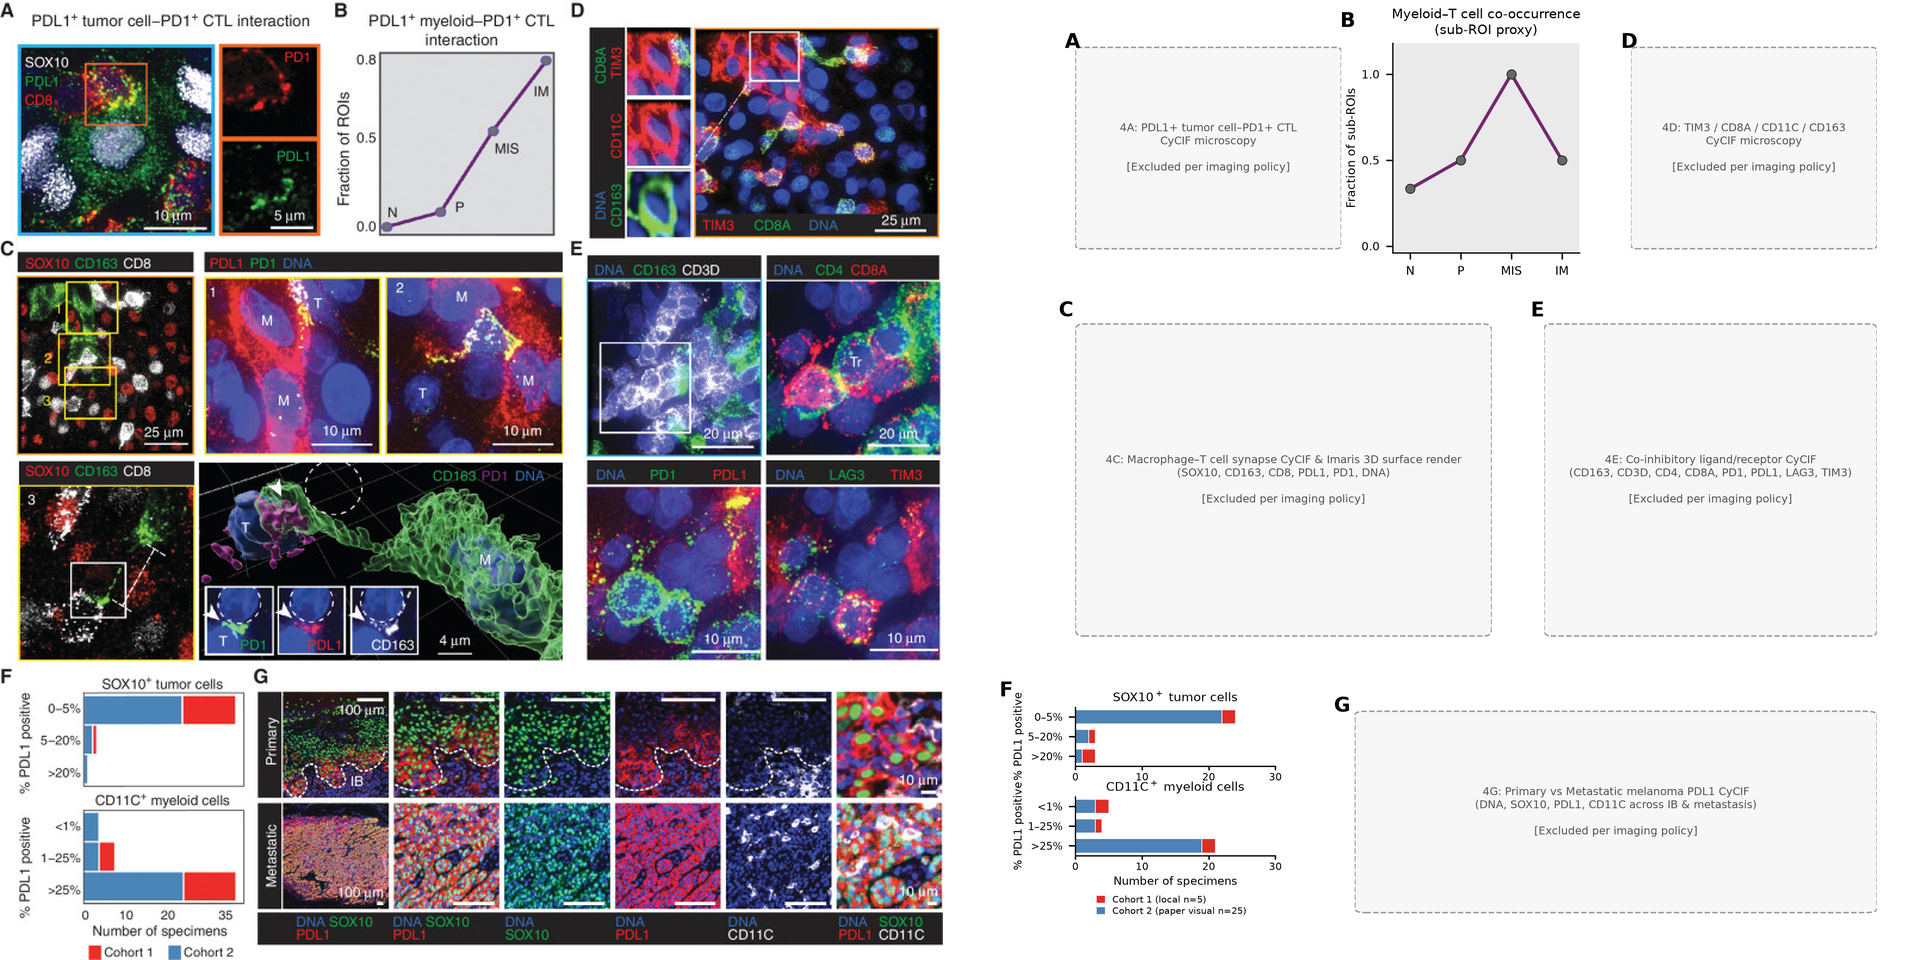 A
PDL1⁺ tumor cell–PD1⁺ CTL interaction
SOX10
PDL1
CD8
10 µm
PD1
PDL1
5 µm
B
PDL1⁺ myeloid–PD1⁺ CTL
interaction
Fraction of ROIs
0.8
0.5
0.0
N
P
MIS
IM
D
CD8A
TIM3
CD11C
DNA
CD163
TIM3 CD8A DNA
25 µm
C
SOX10 CD163 CD8
1
2
3
25 µm
PDL1 PD1 DNA
1
T
M
M
10 µm
2
M
T
M
10 µm
SOX10 CD163 CD8
3
CD163 PD1 DNA
T
M
T PD1
PDL1
CD163
4 µm
E
DNA CD163 CD3D
20 µm
DNA CD4 CD8A
Tr
20 µm
DNA PD1 PDL1
10 µm
DNA LAG3 TIM3
10 µm
F
SOX10⁺ tumor cells
% PDL1 positive
0–5%
5–20%
>20%
CD11C⁺ myeloid cells
% PDL1 positive
<1%
1–25%
>25%
0 10 20 35
Number of specimens
Cohort 1 Cohort 2
G
Primary
100 µm
IB
10 µm
Metastatic
100 µm
10 µm
DNA SOX10
PDL1
DNA SOX10
PDL1
DNA
SOX10
DNA
PDL1
DNA
CD11C
DNA SOX10
PDL1 CD11C
A
4A: PDL1+ tumor cell–PD1+ CTL
CyCIF microscopy
[Excluded per imaging policy]
B
Myeloid–T cell co-occurrence
(sub-ROI proxy)
Fraction of sub-ROIs
1.0
0.5
0.0
N P MIS IM
D
4D: TIM3 / CD8A / CD11C / CD163
CyCIF microscopy
[Excluded per imaging policy]
C
4C: Macrophage–T cell synapse CyCIF & Imaris 3D surface render
(SOX10, CD163, CD8, PDL1, PD1, DNA)
[Excluded per imaging policy]
E
4E: Co-inhibitory ligand/receptor CyCIF
(CD163, CD3D, CD4, CD8A, PD1, PDL1, LAG3, TIM3)
[Excluded per imaging policy]
F
SOX10⁺ tumor cells
% PDL1 positive
0–5%
5–20%
>20%
0 10 20 30
CD11C⁺ myeloid cells
% PDL1 positive
<1%
1–25%
>25%
0 10 20 30
Number of specimens
Cohort 1 (local n=5)
Cohort 2 (paper visual n=25)
G
4G: Primary vs Metastatic melanoma PDL1 CyCIF
(DNA, SOX10, PDL1, CD11C across IB & metastasis)
[Excluded per imaging policy]